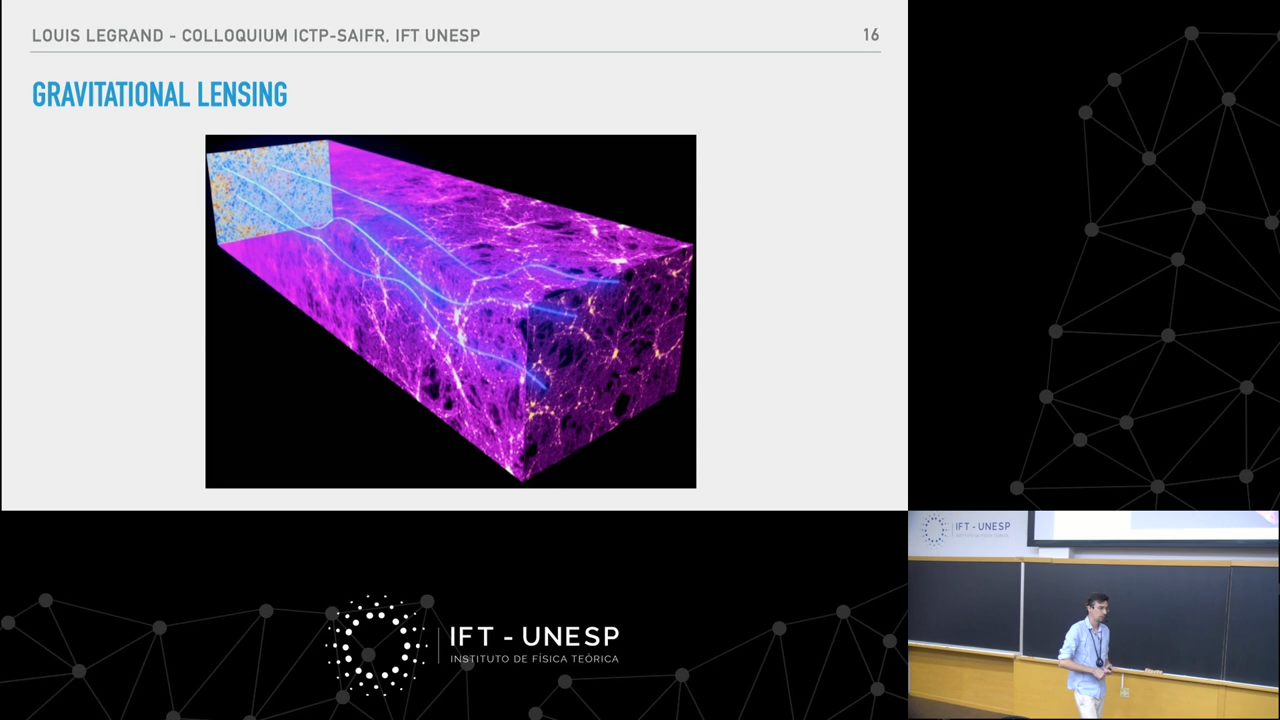 LOUIS LEGRAND - COLLOQUIUM ICTP-SAIFR, IFT UNESP
16
GRAVITATIONAL LENSING
IFT - UNESP
IFT - UNESP
INSTITUTO DE FÍSICA TEÓRICA